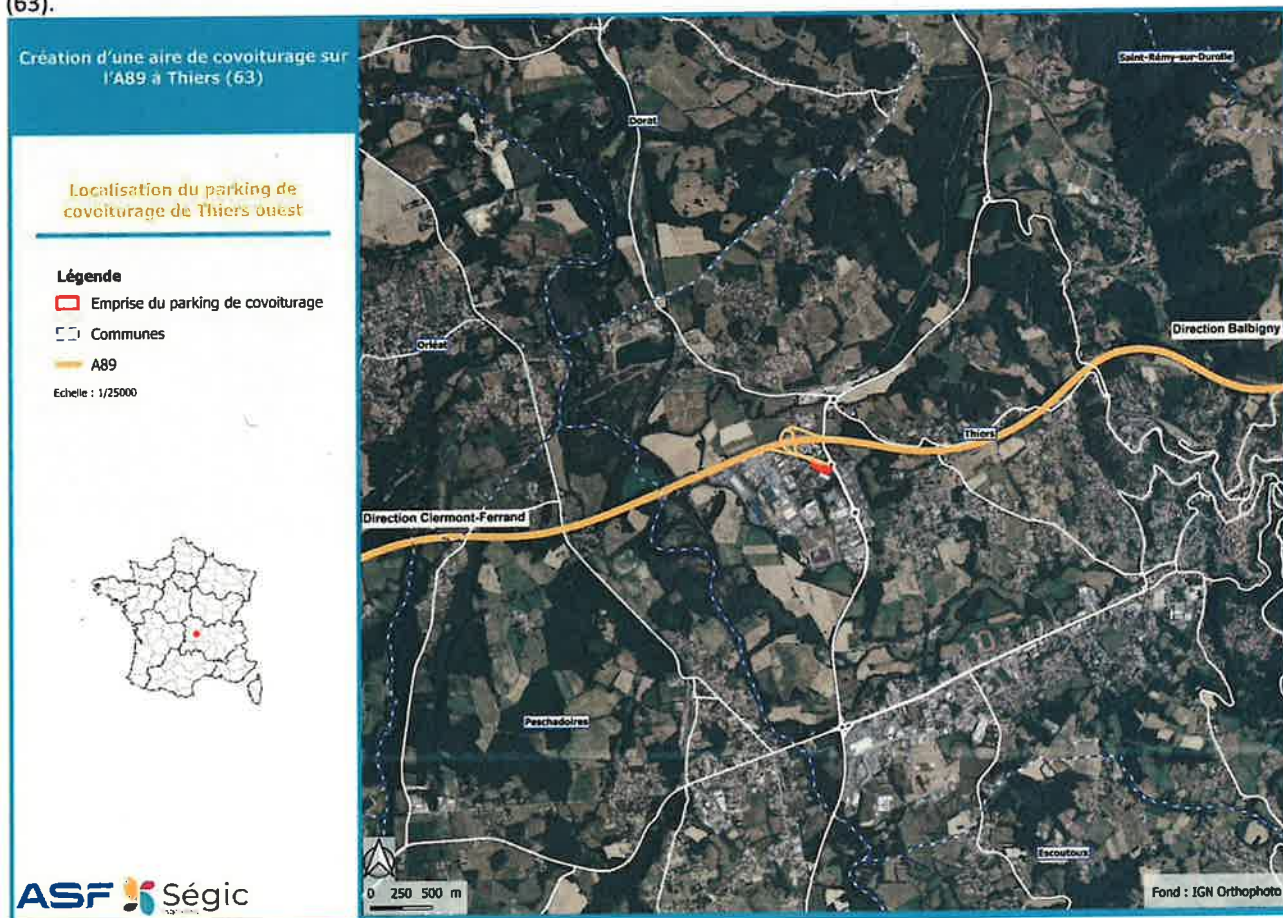 (63).
Création d'une aire de covoiturage sur
l'A89 à Thiers (63)
Localisation du parking de
covoiturage de Thiers ouest
Légende
Emprise du parking de covoiturage
Communes
A89
Echelle : 1/25000
ASF Ségic
Saint-Rémy-sur-Durolle
Dorat
Orléat
Direction Balbigny
Thiers
Direction Clermont-Ferrand
Peschadoires
Escoutoux
0 250 500 m
Fond : IGN Orthophoto